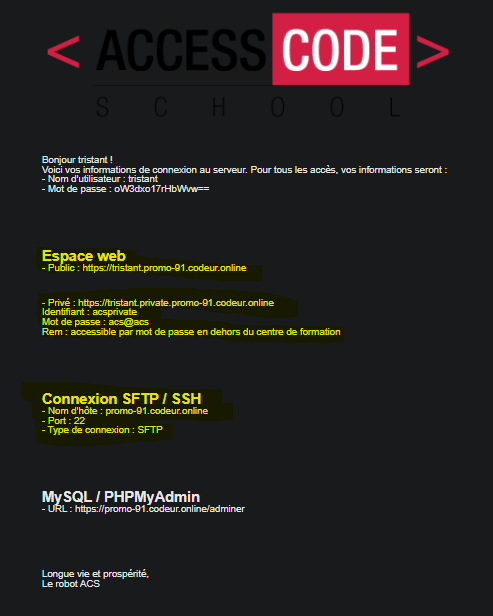 < ACCESS CODE >
SCHOOL
Bonjour tristant !
Voici vos informations de connexion au serveur. Pour tous les accès, vos informations seront :
- Nom d'utilisateur : tristant
- Mot de passe : oW3dxo17rHbWvw==
Espace web
- Public : https://tristant.promo-91.codeur.online
- Privé : https://tristant.private.promo-91.codeur.online
Identifiant : acsprivate
Mot de passe : acs@acs
Rem : accessible par mot de passe en dehors du centre de formation
Connexion SFTP / SSH
- Nom d'hôte : promo-91.codeur.online
- Port : 22
- Type de connexion : SFTP
MySQL / PHPMyAdmin
- URL : https://promo-91.codeur.online/adminer
Longue vie et prospérité,
Le robot ACS